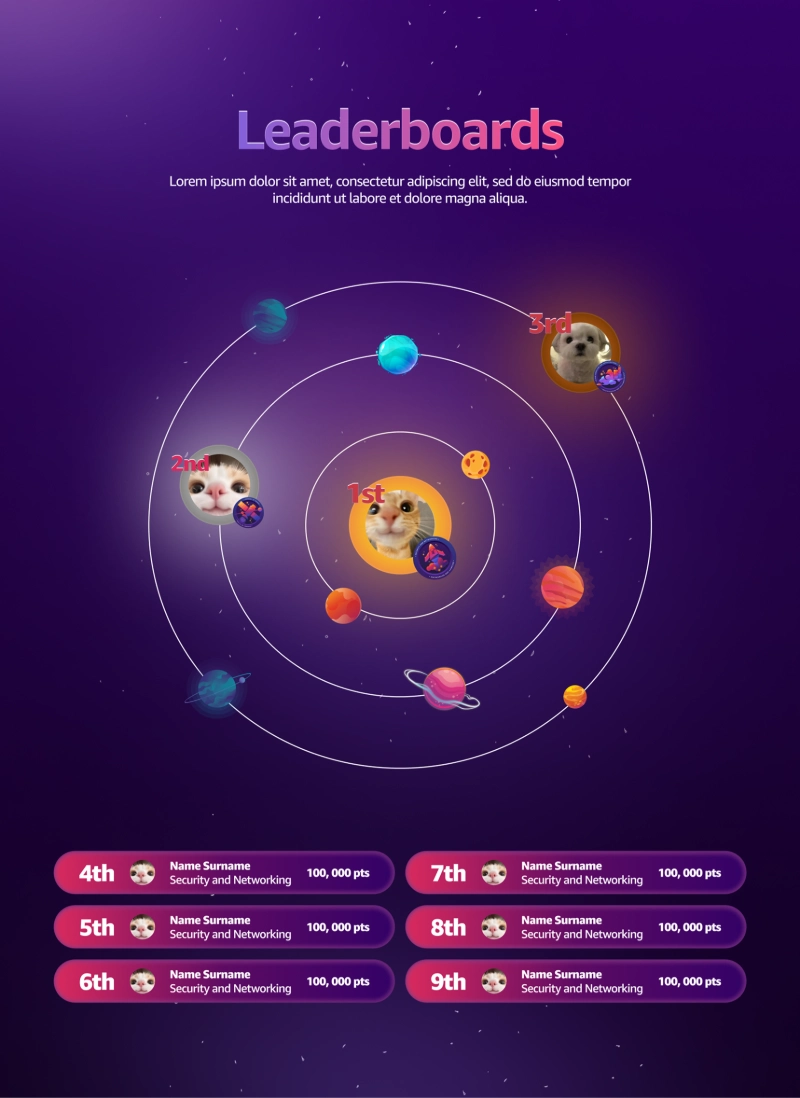 Leaderboards
Lorem ipsum dolor sit amet, consectetur adipiscing elit, sed do eiusmod tempor
incididunt ut labore et dolore magna aliqua.
3rd
2nd
1st
4th
Name Surname
Security and Networking
100, 000 pts
5th
Name Surname
Security and Networking
100, 000 pts
6th
Name Surname
Security and Networking
100, 000 pts
7th
Name Surname
Security and Networking
100, 000 pts
8th
Name Surname
Security and Networking
100, 000 pts
9th
Name Surname
Security and Networking
100, 000 pts